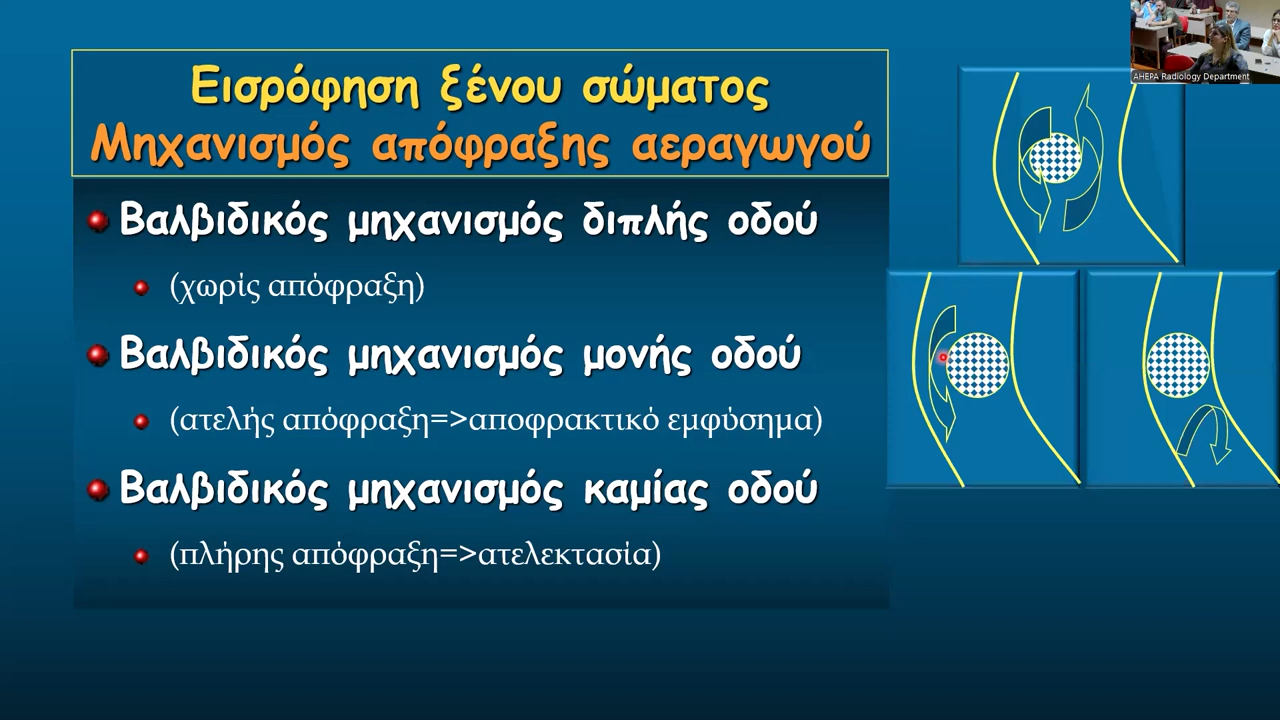 Εισρόφηση ξένου σώματος
Μηχανισμός απόφραξης αεραγωγού
Βαλβιδικός μηχανισμός διπλής οδού
(χωρίς απόφραξη)
Βαλβιδικός μηχανισμός μονής οδού
(ατελής απόφραξη=>αποφρακτικό εμφύσημα)
Βαλβιδικός μηχανισμός καμίας οδού
(πλήρης απόφραξη=>ατελεκτασία)
AHEPA Radiology Department